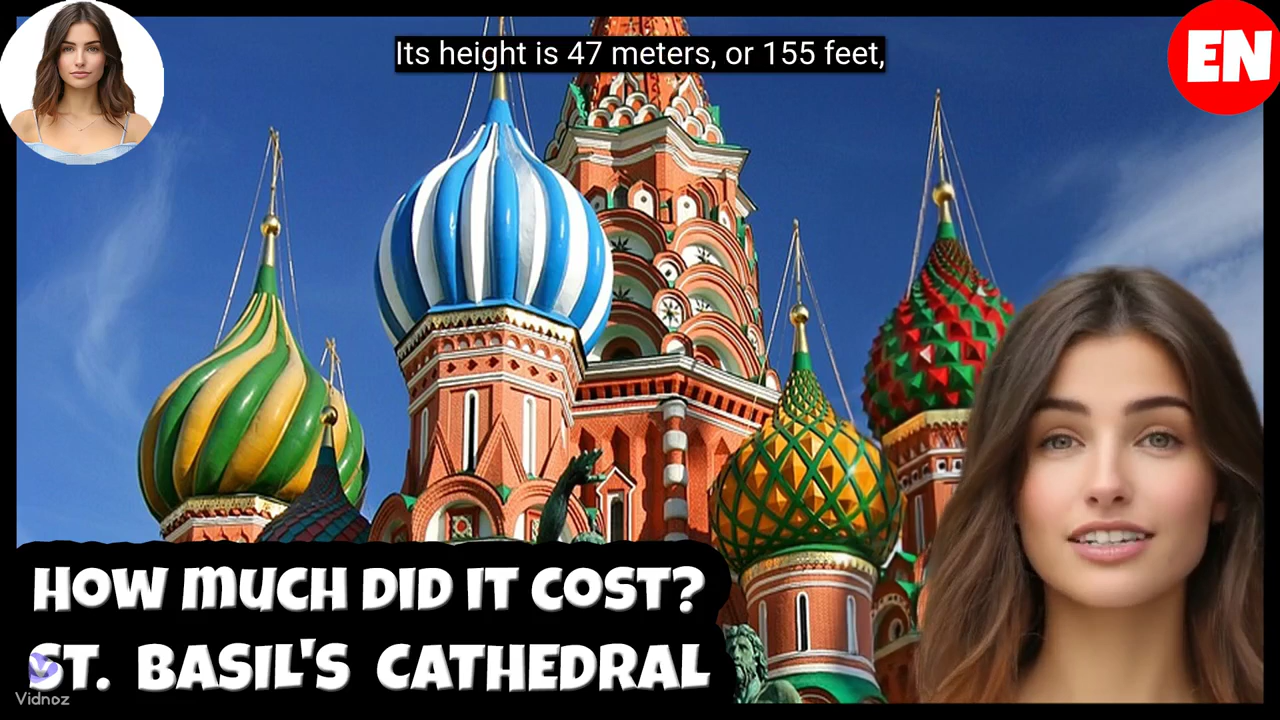 Its height is 47 meters, or 155 feet,
EN
HOW MUCH DID IT COST?
ST. BASIL'S CATHEDRAL
Vidnoz